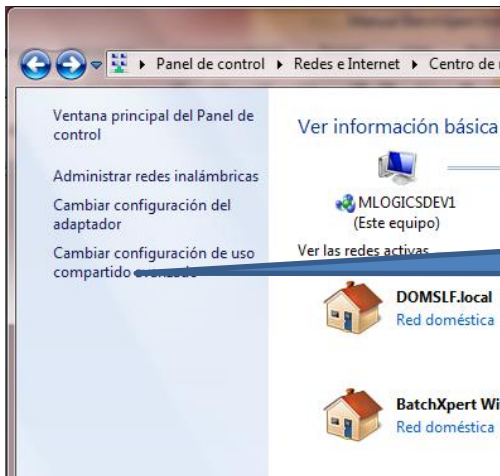 Panel de control ▸ Redes e Internet ▸ Centro de
Ventana principal del Panel de
control
Administrar redes inalámbricas
Cambiar configuración del
adaptador
Cambiar configuración de uso
compartido avanzado
Ver información básica
MLOGICSDEV1
(Este equipo)
Ver las redes activas
DOMSLF.local
Red doméstica
BatchXpert Wi
Red doméstica